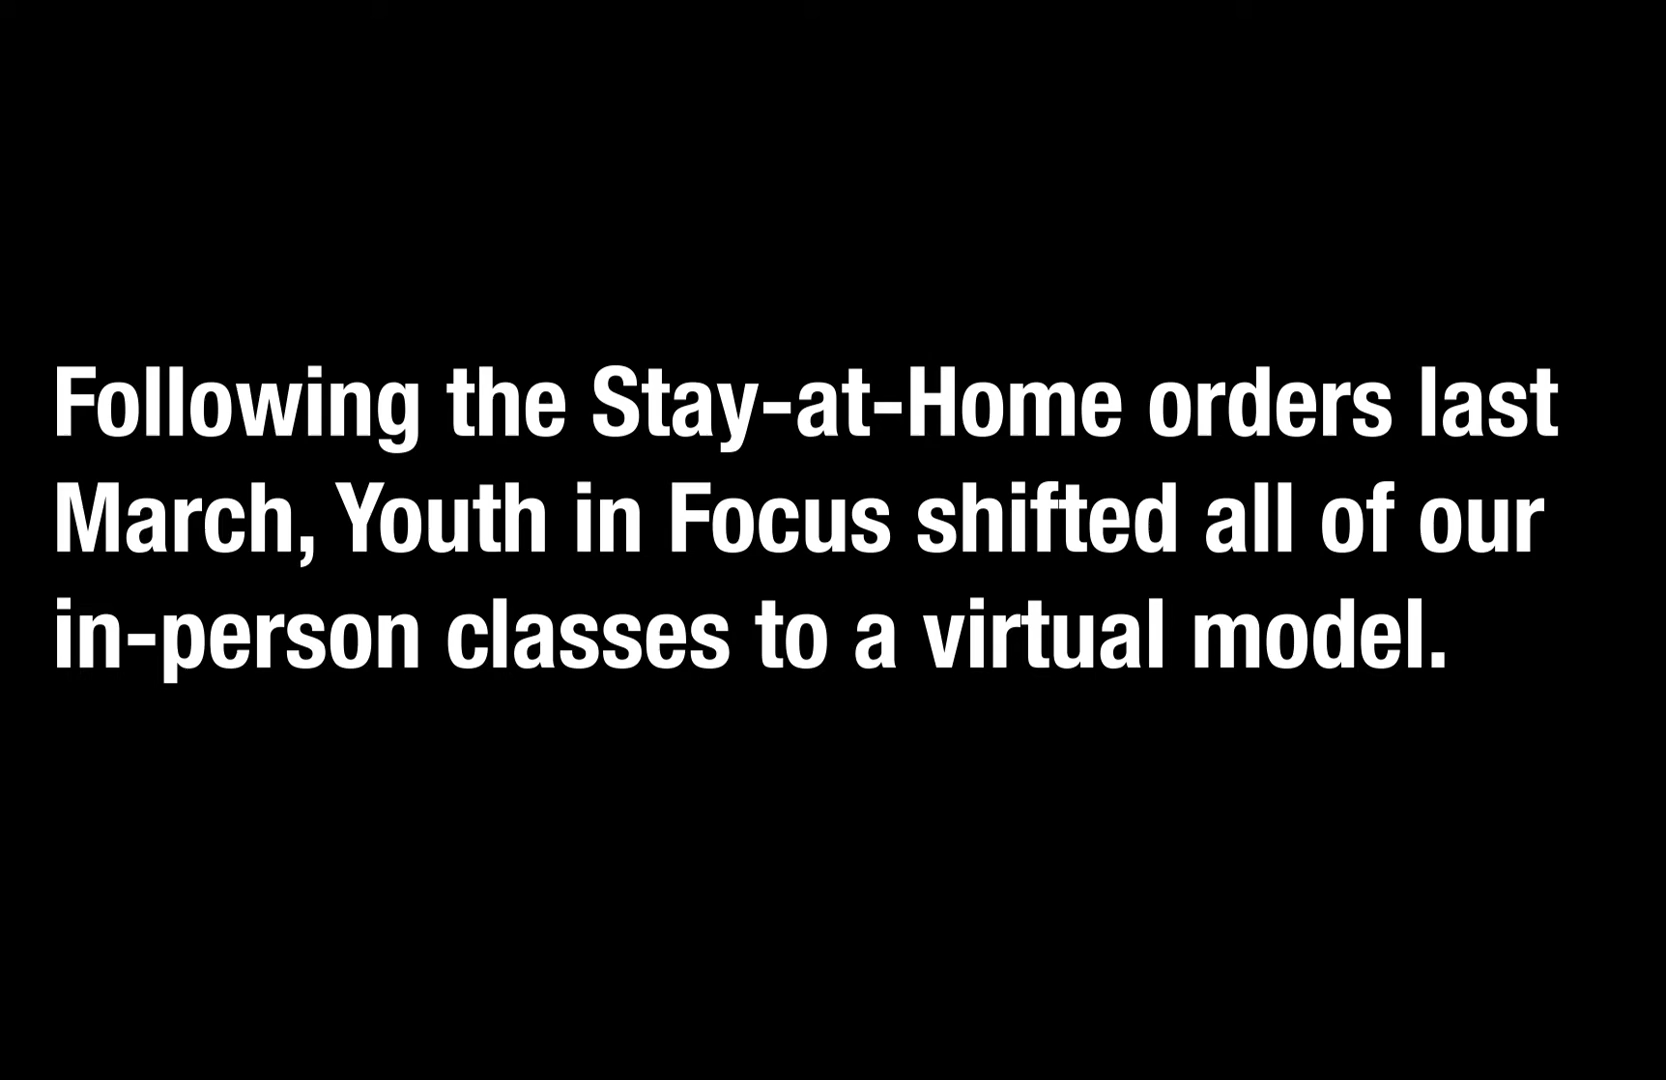 Following the Stay-at-Home orders last
March, Youth in Focus shifted all of our
in-person classes to a virtual model.